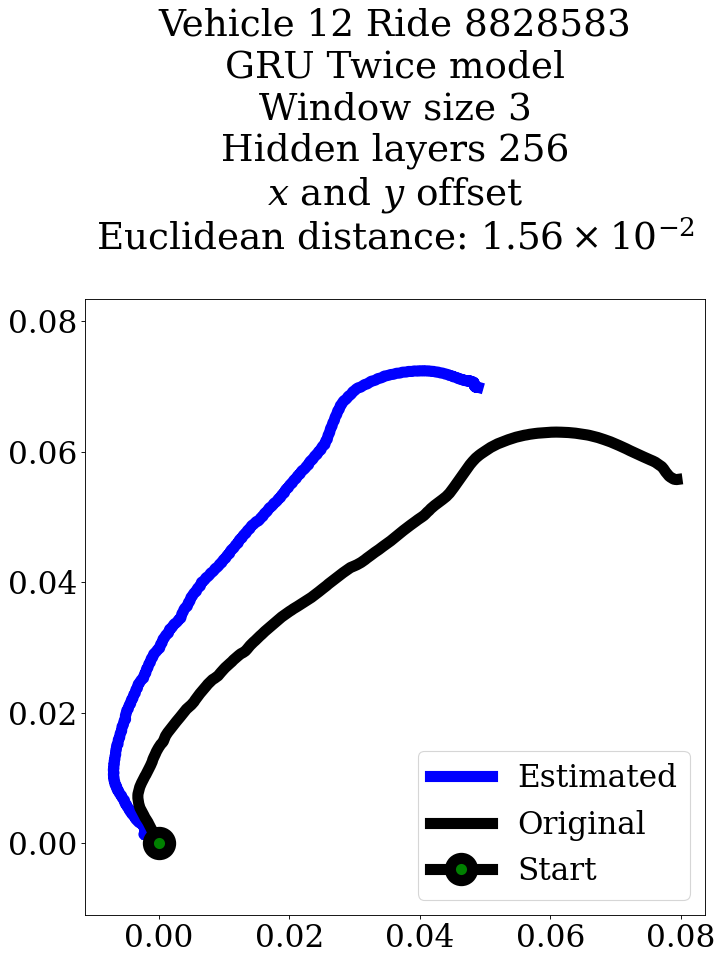 Vehicle 12 Ride 8828583
GRU Twice model
Window size 3
Hidden layers 256
x and y offset
Euclidean distance: 1.56 × 10⁻²
0.08
0.06
0.04
0.02
0.00
Estimated
Original
Start
0.00 0.02 0.04 0.06 0.08